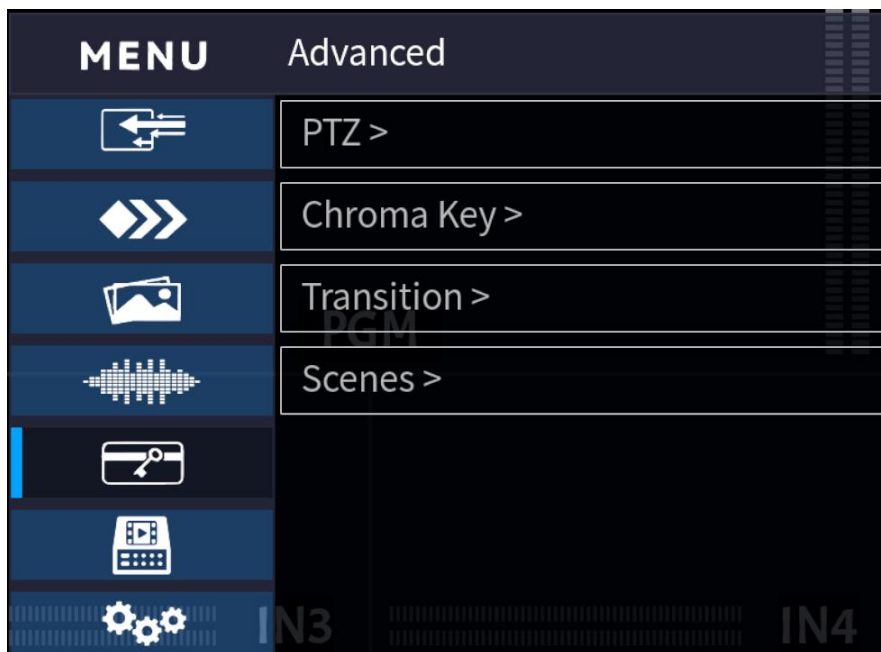 MENU Advanced
PTZ >
Chroma Key >
Transition >
PGM
Scenes >
IN3 IN4